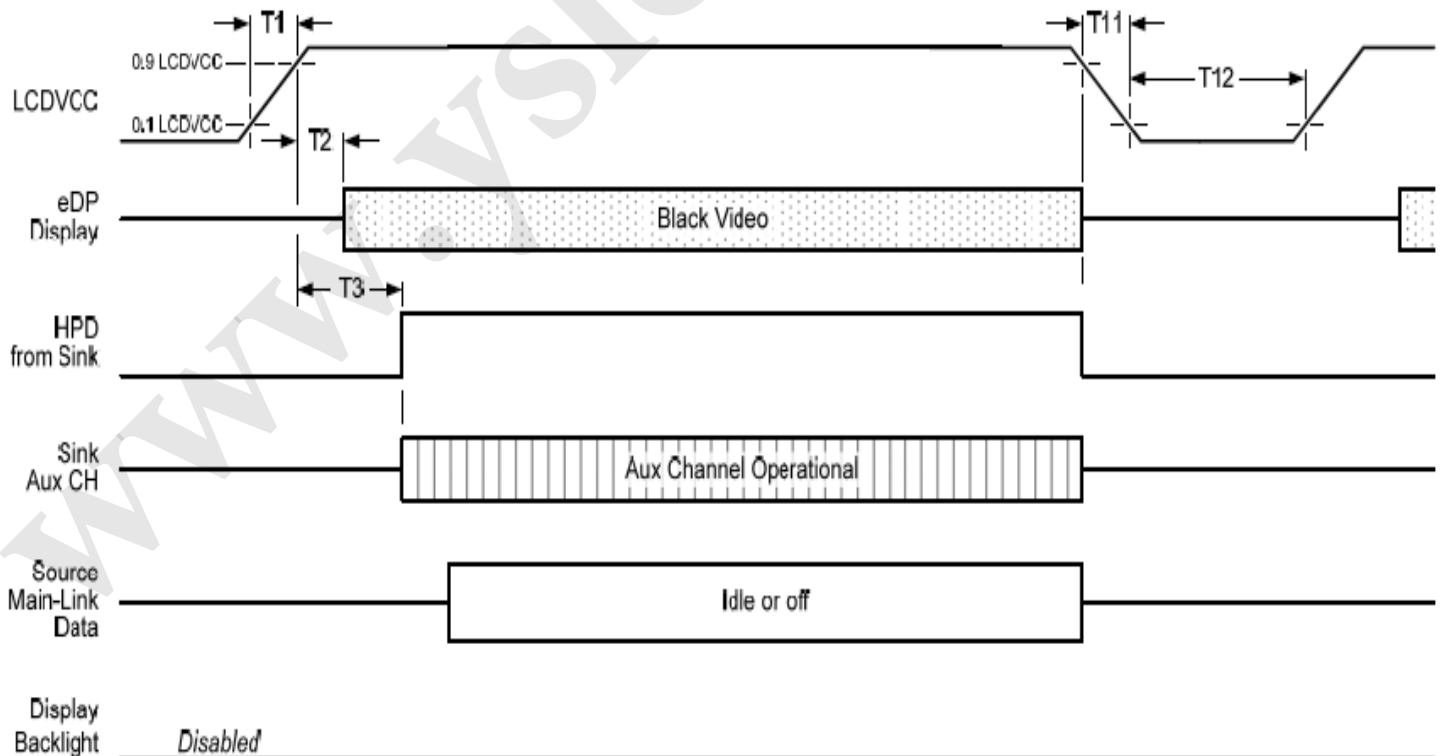 T1
T11
0.9 LCDVCC
LCDVCC
T12
0.1 LCDVCC
T2
eDP
Display
Black Video
T3
HPD
from Sink
Sink
Aux CH
Aux Channel Operational
Source
Main-Link
Data
Idle or off
Display
Backlight
Disabled